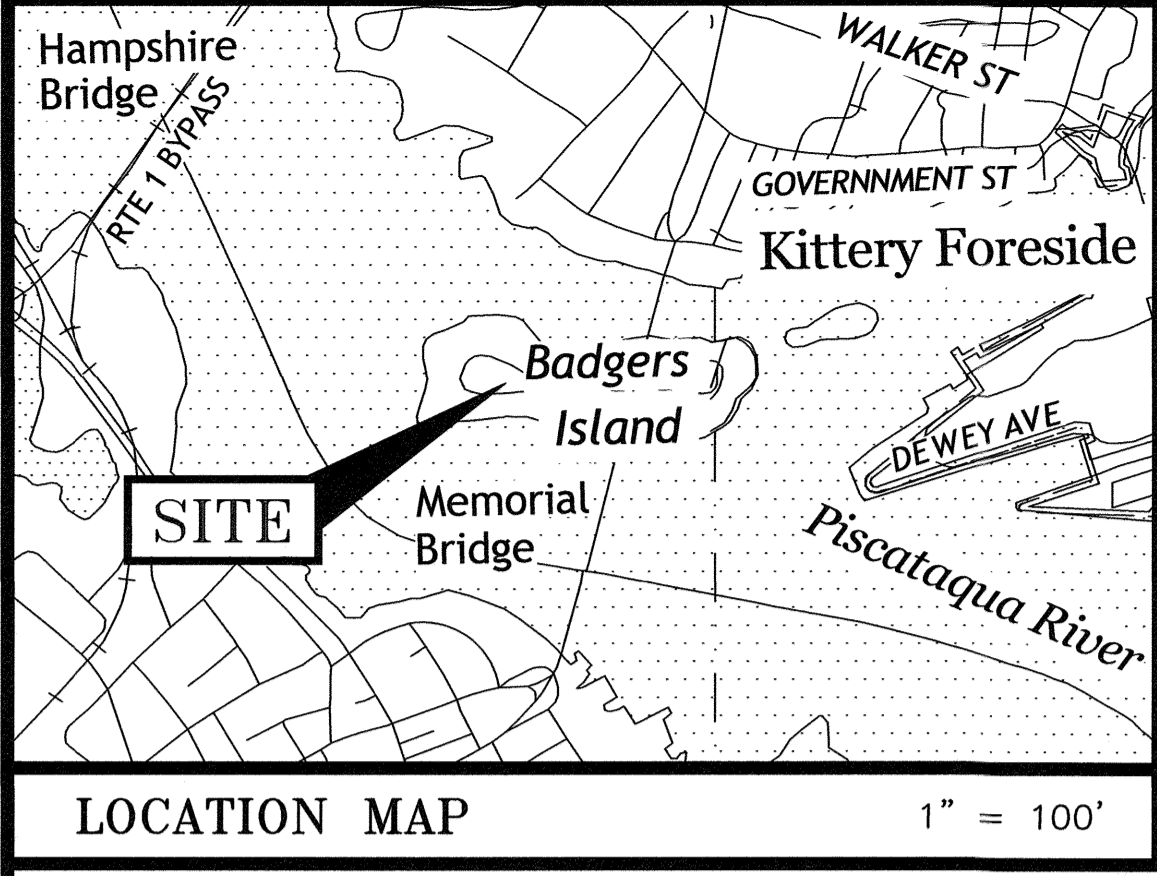 Hampshire
Bridge
RTE 1 BYPASS
WALKER ST
GOVERNNMENT ST
Kittery Foreside
Badgers
Island
DEWEY AVE
SITE
Memorial
Bridge
Piscataqua River
LOCATION MAP
1" = 100'